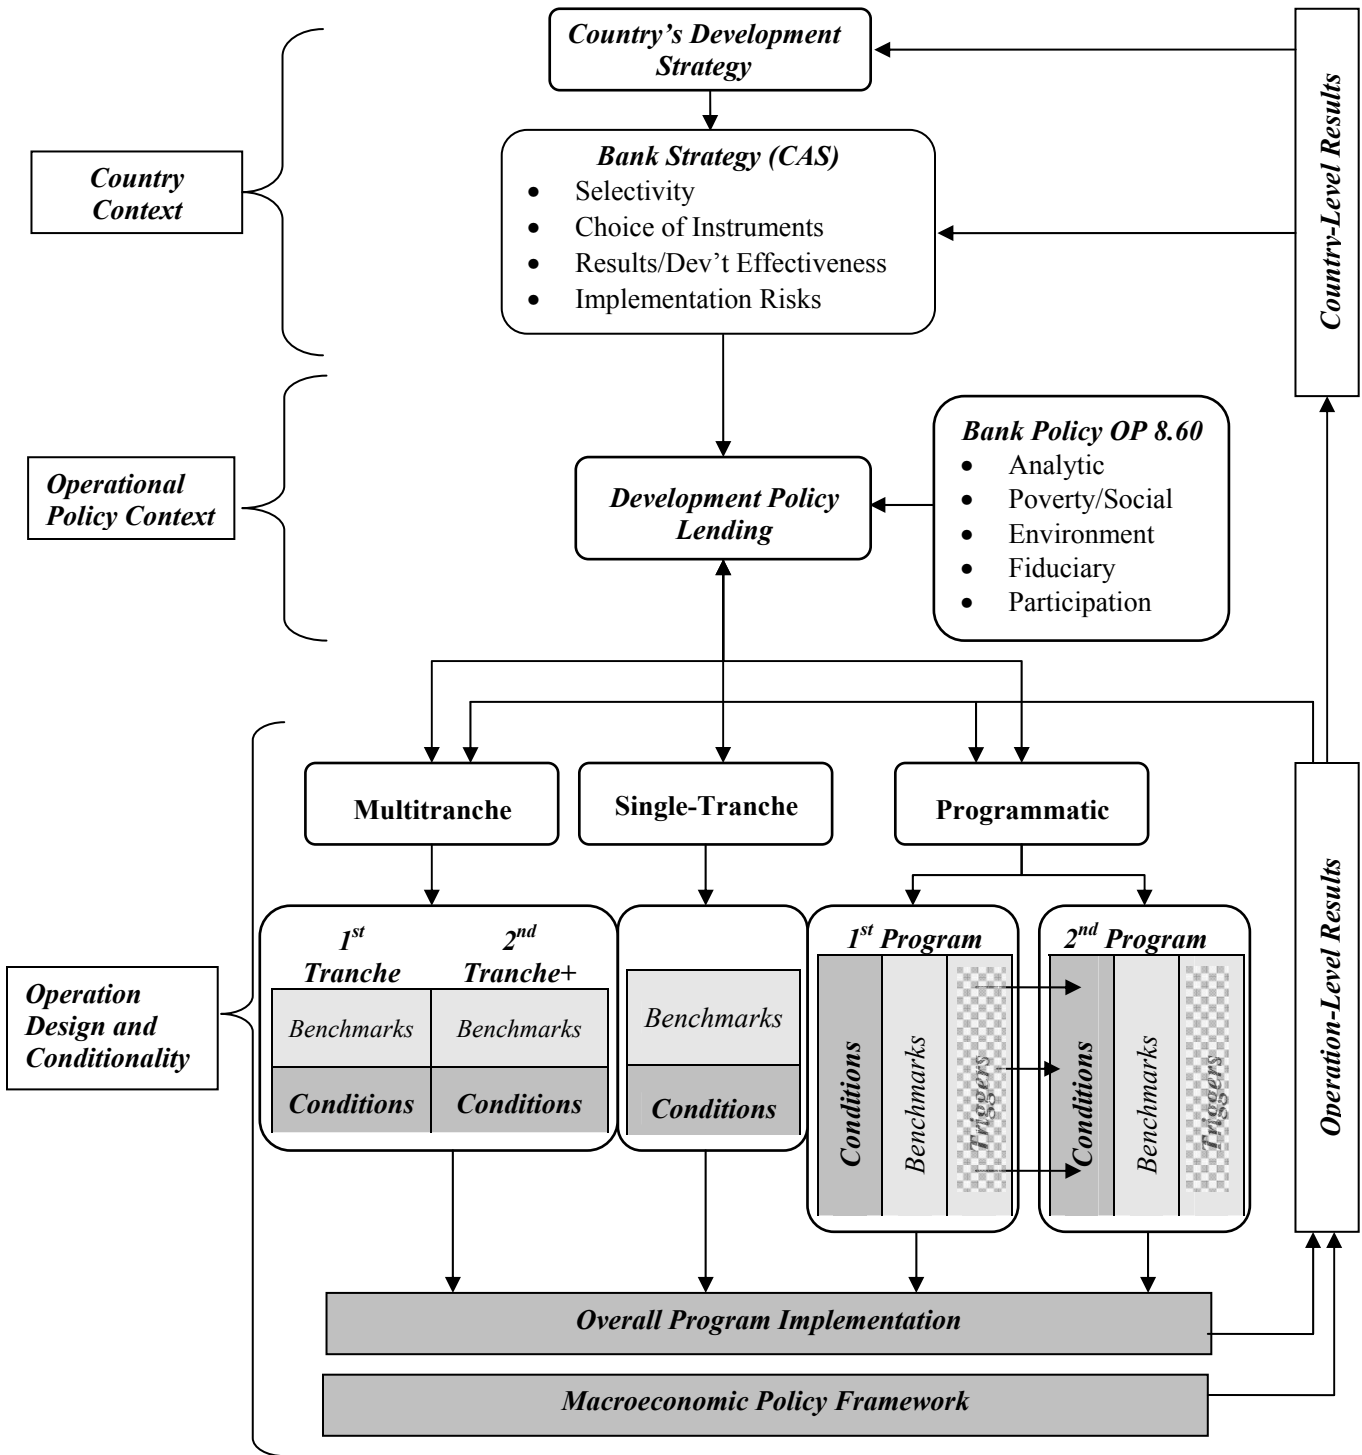 Country's Development
Strategy
Country-Level Results
Bank Strategy (CAS)
• Selectivity
• Choice of Instruments
• Results/Dev't Effectiveness
• Implementation Risks
Country
Context
Bank Policy OP 8.60
• Analytic
• Poverty/Social
• Environment
• Fiduciary
• Participation
Operational
Policy Context
Development Policy
Lending
Multitranche
Single-Tranche
Programmatic
Operation-Level Results
Operation
Design and
Conditionality
1st
Tranche
2nd
Tranche+
Benchmarks
Benchmarks
Conditions
Conditions
Benchmarks
Conditions
1st Program
Conditions
Benchmarks
Triggers
2nd Program
Conditions
Benchmarks
Triggers
Overall Program Implementation
Macroeconomic Policy Framework